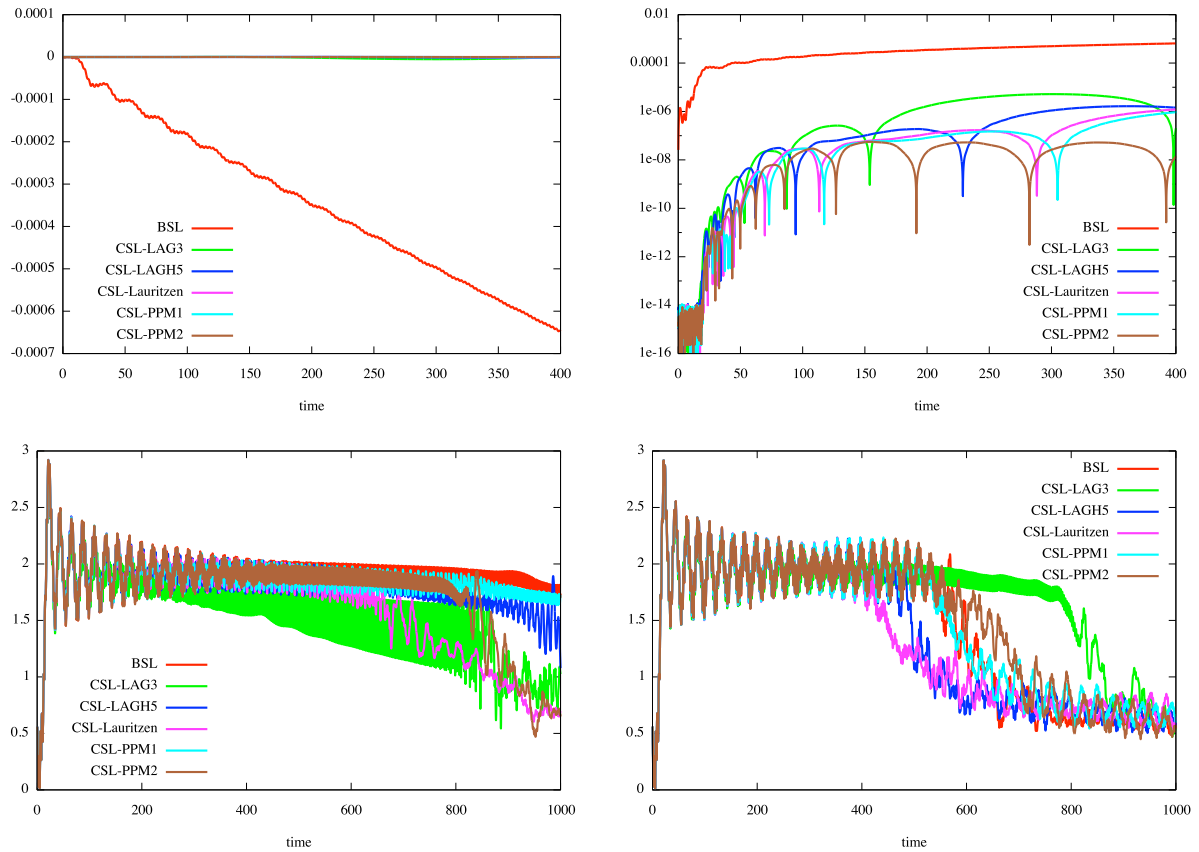 0.0001
0
-0.0001
-0.0002
-0.0003
-0.0004
-0.0005
-0.0006
-0.0007
0 50 100 150 200 250 300 350 400
time
BSL
CSL-LAG3
CSL-LAGH5
CSL-Lauritzen
CSL-PPM1
CSL-PPM2
0.01
0.0001
1e-06
1e-08
1e-10
1e-12
1e-14
1e-16
0 50 100 150 200 250 300 350 400
time
BSL
CSL-LAG3
CSL-LAGH5
CSL-Lauritzen
CSL-PPM1
CSL-PPM2
3
2.5
2
1.5
1
0.5
0
0 200 400 600 800 1000
time
BSL
CSL-LAG3
CSL-LAGH5
CSL-Lauritzen
CSL-PPM1
CSL-PPM2
3
2.5
2
1.5
1
0.5
0
0 200 400 600 800 1000
time
BSL
CSL-LAG3
CSL-LAGH5
CSL-Lauritzen
CSL-PPM1
CSL-PPM2